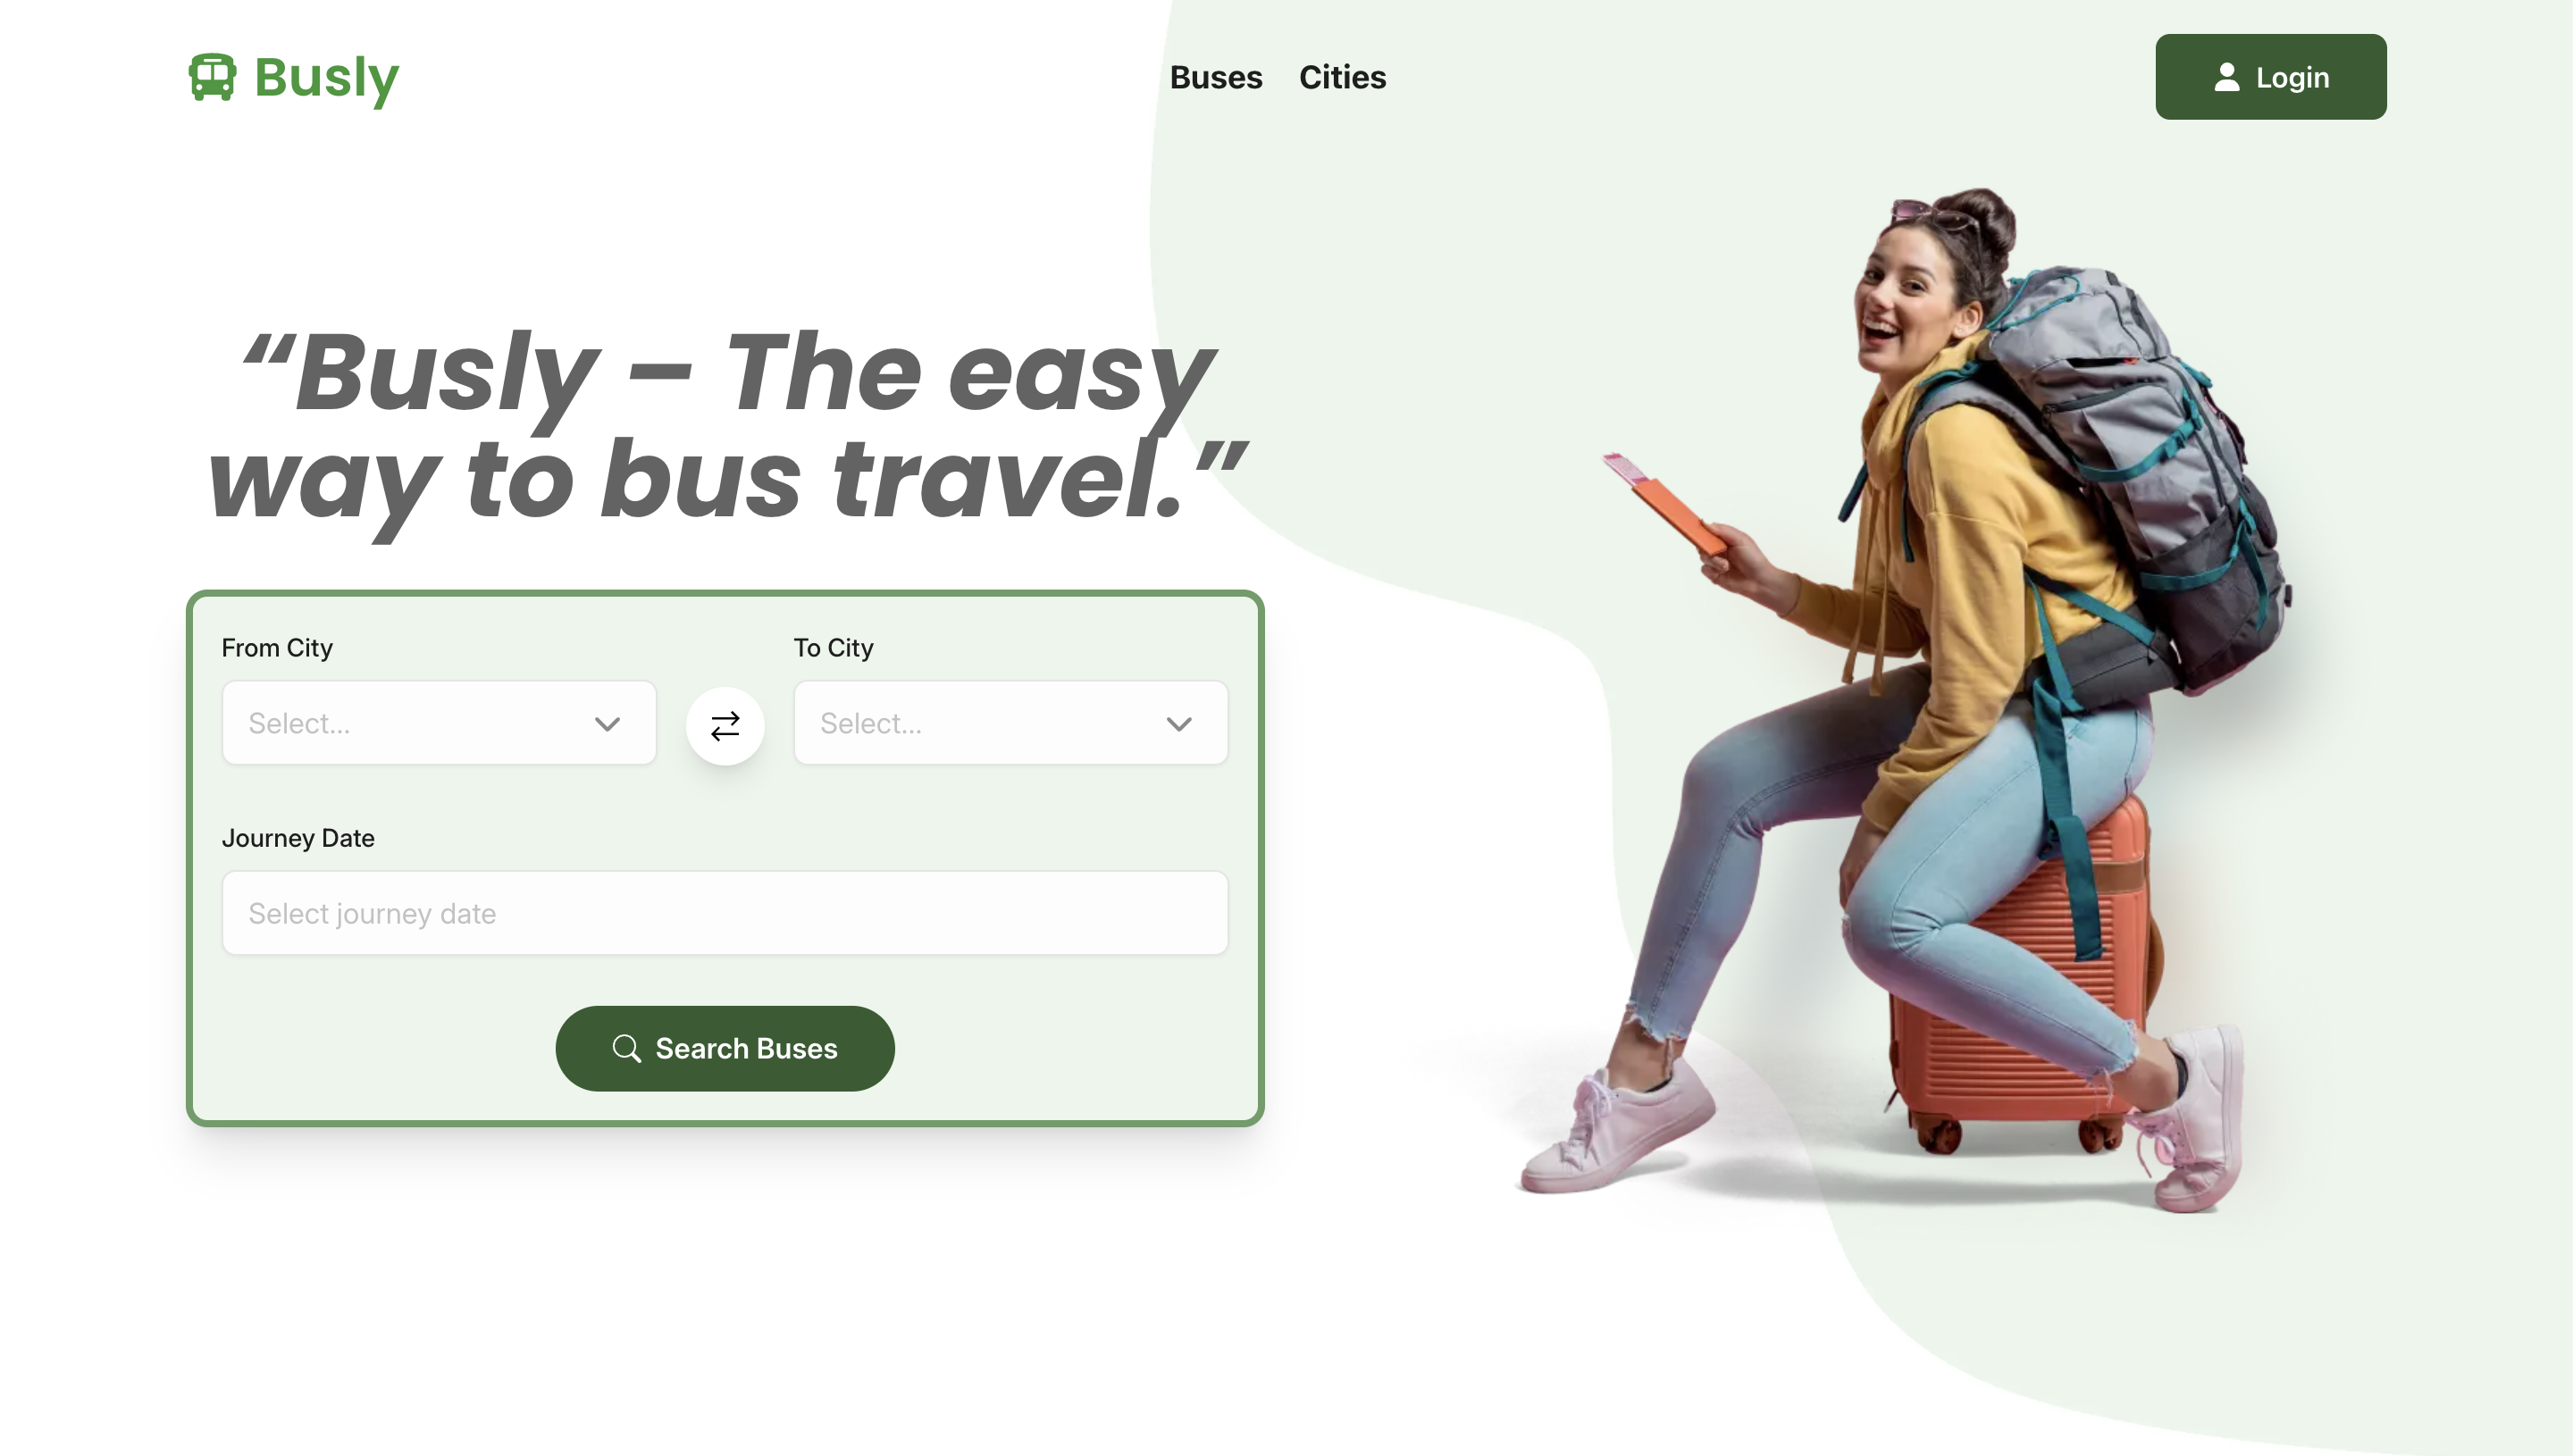 Busly
Buses Cities
Login
“Busly – The easy
way to bus travel.”
From City
To City
Select...
Select...
Journey Date
Select journey date
Search Buses